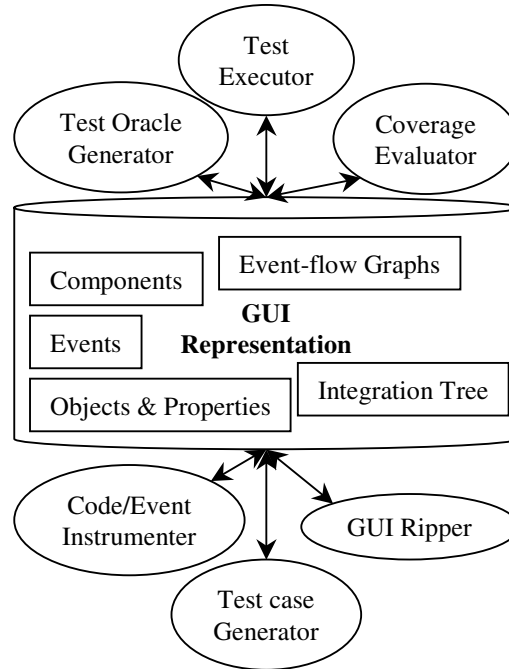 Test
Executor
Test Oracle
Generator
Coverage
Evaluator
Components
Event-flow Graphs
GUI
Representation
Events
Objects & Properties
Integration Tree
Code/Event
Instrumenter
GUI Ripper
Test case
Generator